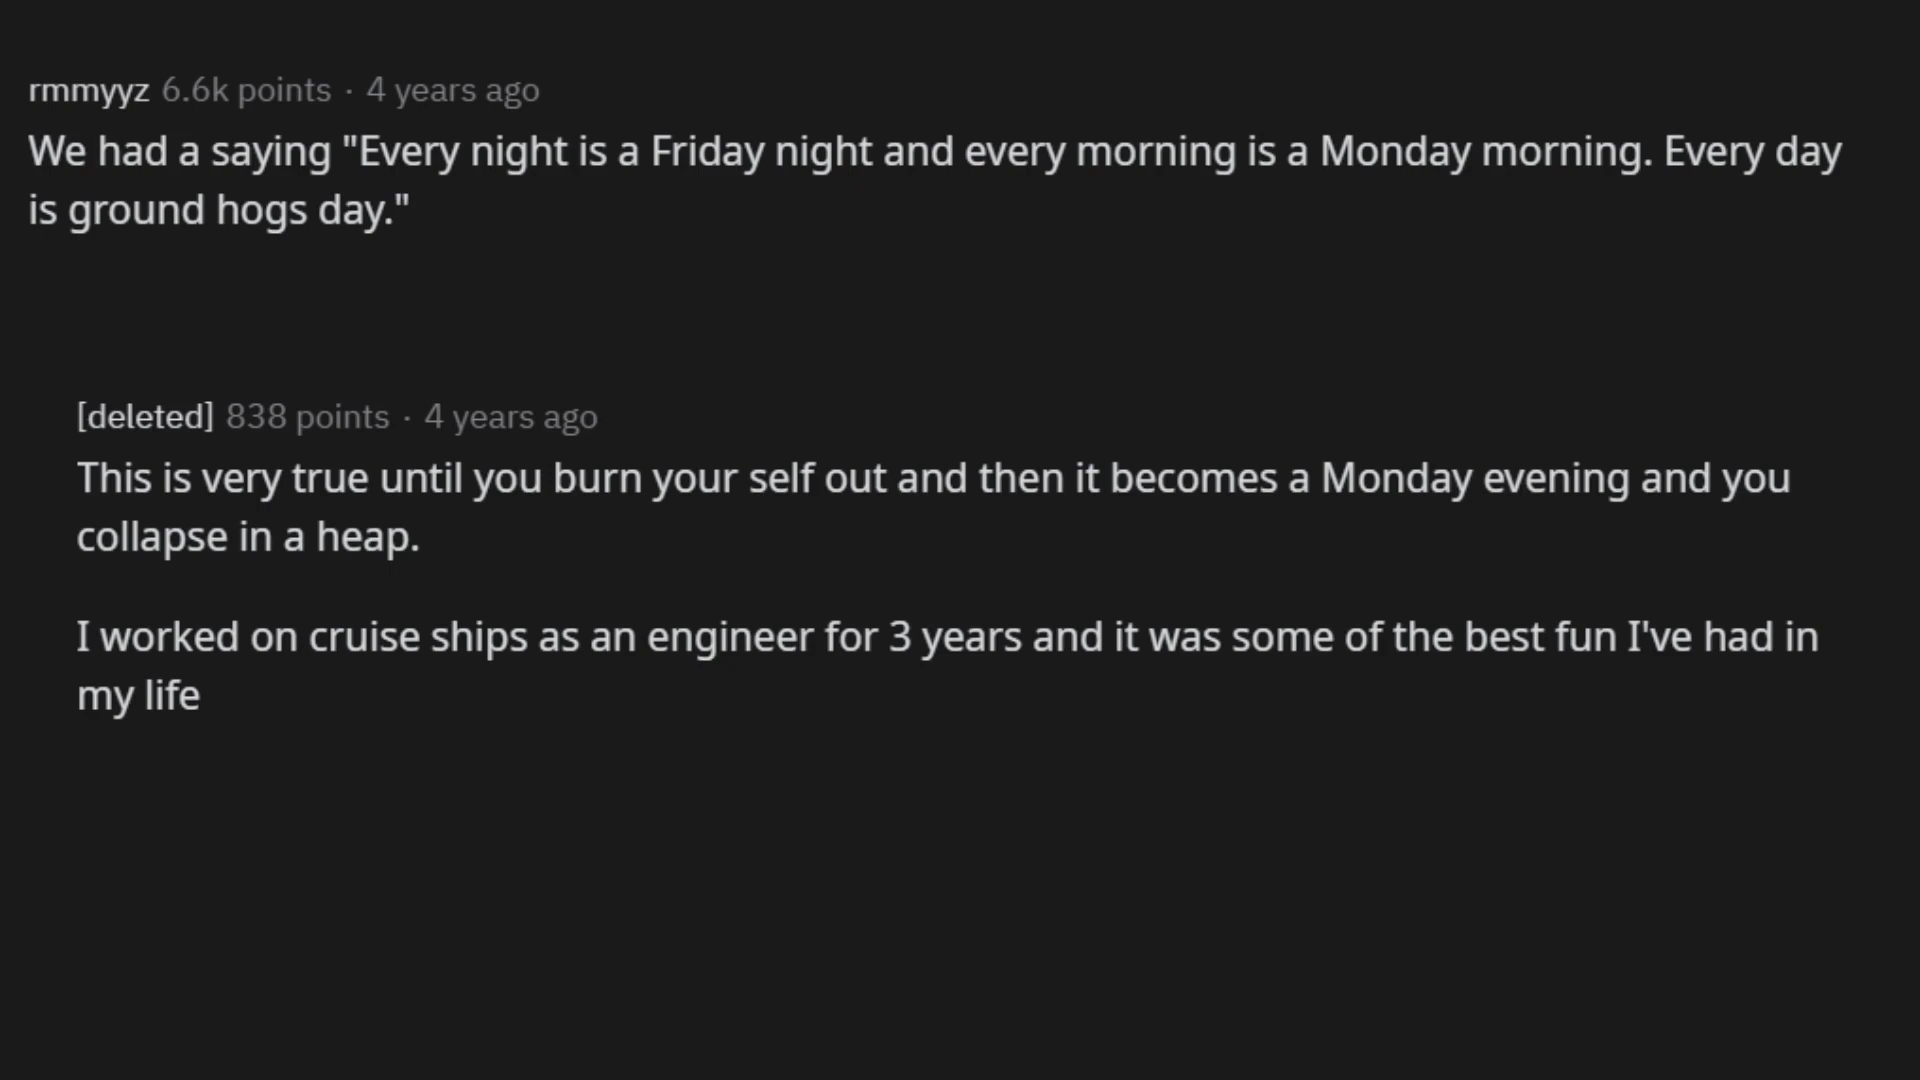 rmmyyz 6.6k points · 4 years ago
We had a saying "Every night is a Friday night and every morning is a Monday morning. Every day
is ground hogs day."
[deleted] 838 points · 4 years ago
This is very true until you burn your self out and then it becomes a Monday evening and you
collapse in a heap.
I worked on cruise ships as an engineer for 3 years and it was some of the best fun I've had in
my life